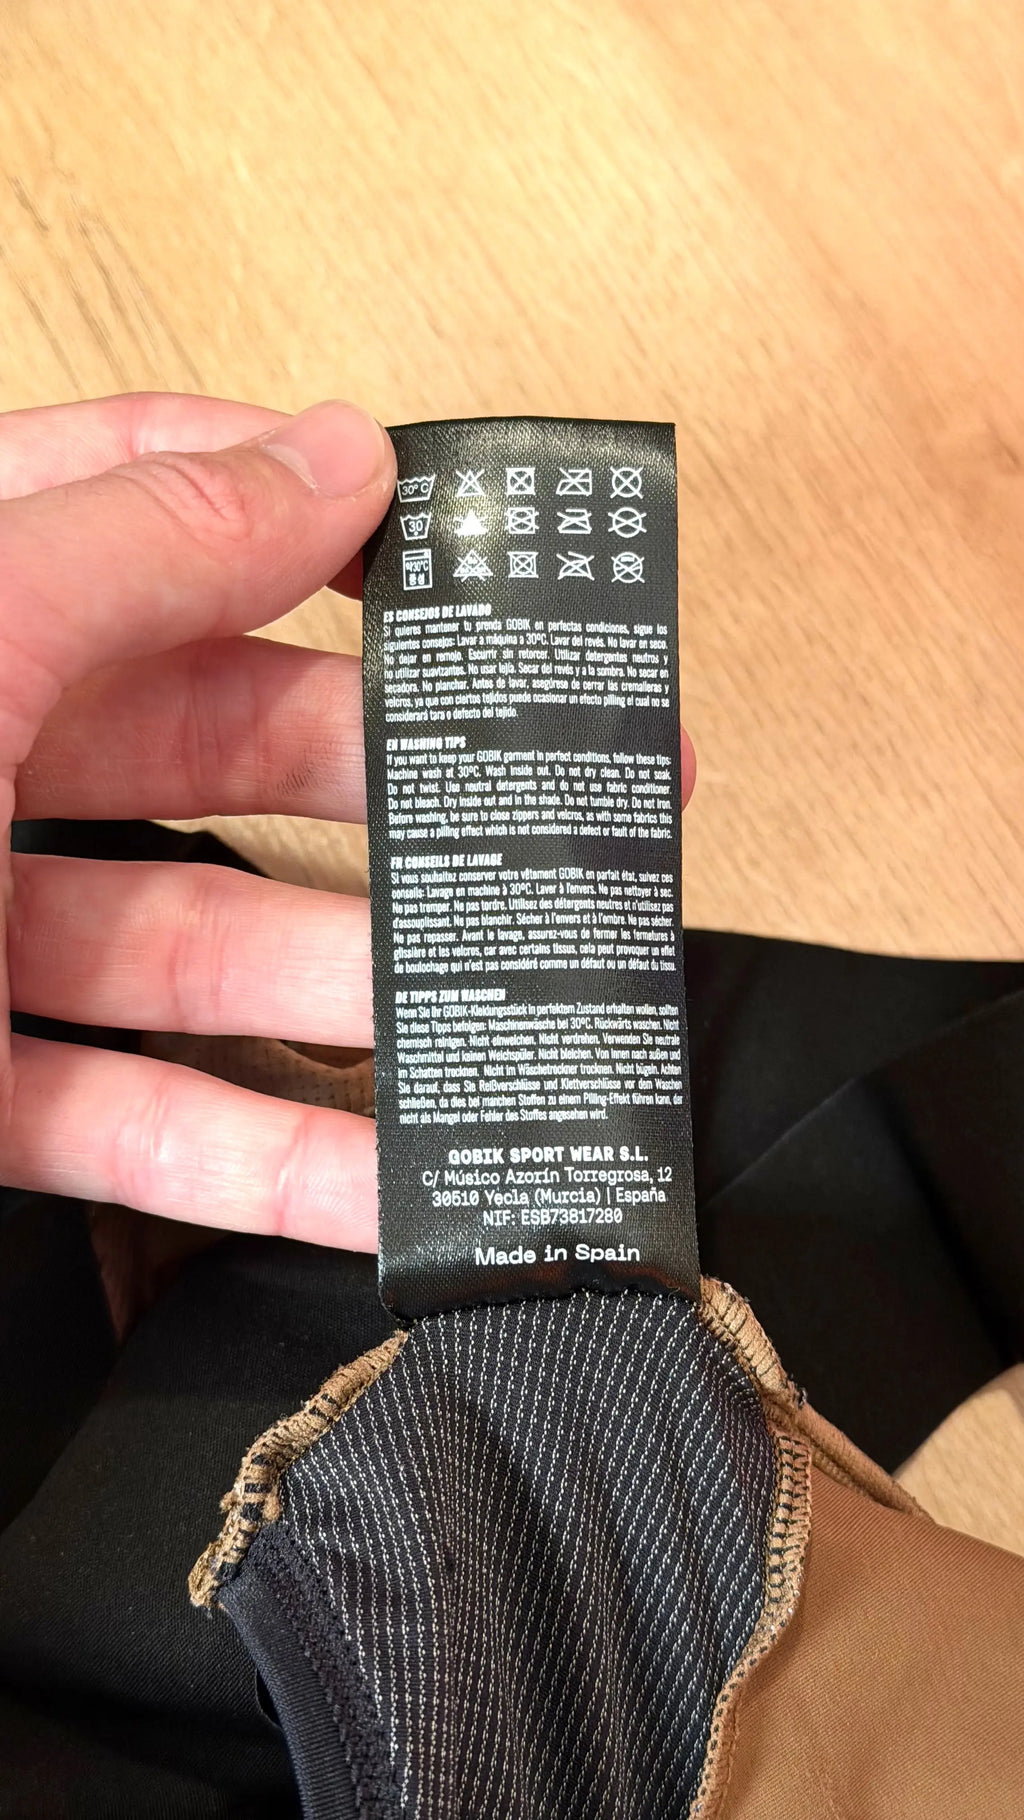 30º C
30
약30℃
중성
ES CONSEJOS DE LAVADO
Si quieres mantener tu prenda GOBIK en perfectas condiciones, sigue los
siguientes consejos: Lavar a máquina a 30ºC. Lavar del revés. No lavar en seco.
No dejar en remojo. Escurrir sin retorcer. Utilizar detergentes neutros y
no utilizar suavizantes. No usar lejía. Secar del revés y a la sombra. No secar en
secadora. No planchar. Antes de lavar, asegúrese de cerrar las cremalleras y
velcros, ya que con ciertos tejidos puede ocasionar un efecto pilling el cual no se
considerará tara o defecto del tejido.
EN WASHING TIPS
If you want to keep your GOBIK garment in perfect conditions, follow these tips:
Machine wash at 30ºC. Wash inside out. Do not dry clean. Do not soak.
Do not twist. Use neutral detergents and do not use fabric conditioner.
Do not bleach. Dry inside out and in the shade. Do not tumble dry. Do not iron.
Before washing, be sure to close zippers and velcros, as with some fabrics this
may cause a pilling effect which is not considered a defect or fault of the fabric.
FR CONSEILS DE LAVAGE
Si vous souhaitez conserver votre vêtement GOBIK en parfait état, suivez ces
conseils: Lavage en machine à 30ºC. Laver à l'envers. Ne pas nettoyer à sec.
Ne pas tremper. Ne pas tordre. Utilisez des détergents neutres et n'utilisez pas
d'assouplissant. Ne pas blanchir. Sécher à l'envers et à l'ombre. Ne pas sécher.
Ne pas repasser. Avant le lavage, assurez-vous de fermer les fermetures à
glissière et les velcros, car avec certains tissus, cela peut provoquer un effet
de boulochage qui n'est pas considéré comme un défaut ou un défaut du tissu.
DE TIPPS ZUM WASCHEN
Wenn Sie Ihr GOBIK-Kleidungsstück in perfektem Zustand erhalten wollen, sollten
Sie diese Tipps befolgen: Maschinenwäsche bei 30ºC. Rückwärts waschen. Nicht
chemisch reinigen. Nicht einweichen. Nicht verdrehen. Verwenden Sie neutrale
Waschmittel und keinen Weichspüler. Nicht bleichen. Von innen nach außen und
im Schatten trocknen. Nicht im Wäschetrockner trocknen. Nicht bügeln. Achten
Sie darauf, dass Sie Reißverschlüsse und Klettverschlüsse vor dem Waschen
schließen, da dies bei manchen Stoffen zu einem Pilling-Effekt führen kann, der
nicht als Mangel oder Fehler des Stoffes angesehen wird.
GOBIK SPORT WEAR S.L.
C/ Músico Azorín Torregrosa, 12
30510 Yecla (Murcia) | España
NIF: ESB73817280
Made in Spain